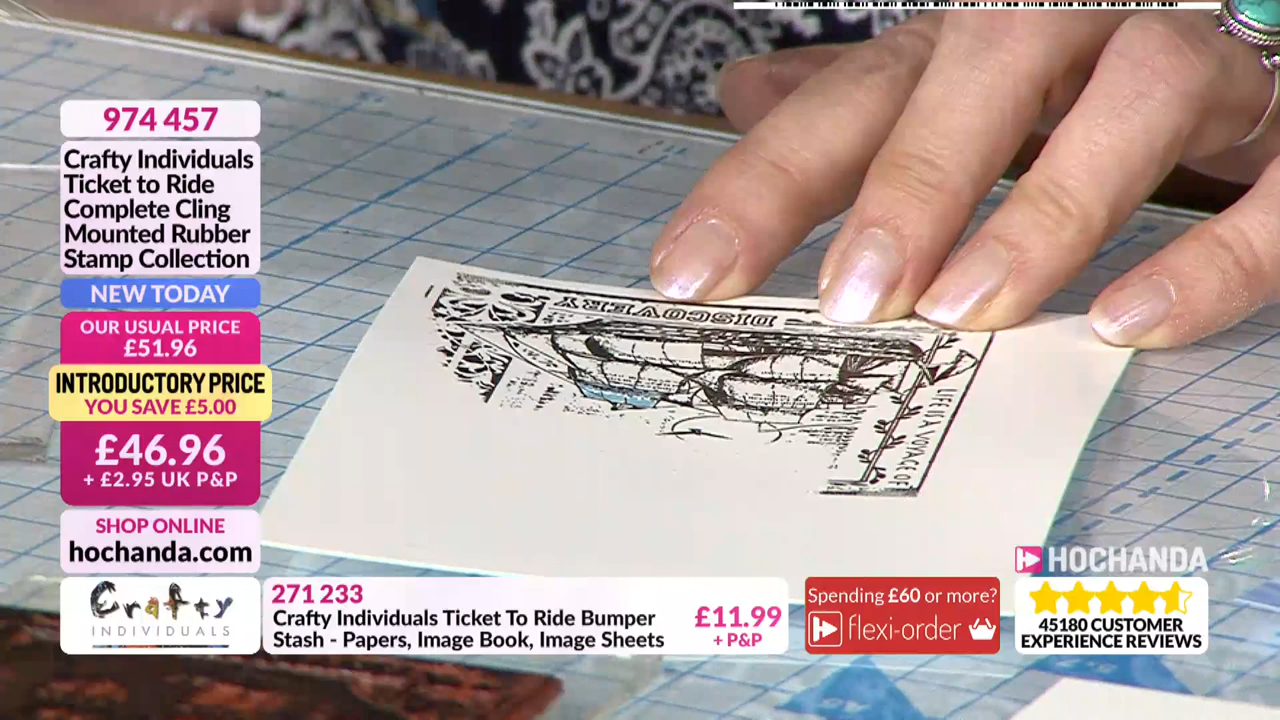 974 457
Crafty Individuals
Ticket to Ride
Complete Cling
Mounted Rubber
Stamp Collection
NEW TODAY
OUR USUAL PRICE
£51.96
INTRODUCTORY PRICE
YOU SAVE £5.00
£46.96
+ £2.95 UK P&P
SHOP ONLINE
hochanda.com
Crafty
INDIVIDUALS
271 233
Crafty Individuals Ticket To Ride Bumper
Stash - Papers, Image Book, Image Sheets
£11.99
+ P&P
Spending £60 or more?
flexi-order
HOCHANDA
45180 CUSTOMER
EXPERIENCE REVIEWS
DISCOVERY
LIFE IS A VOYAGE OF